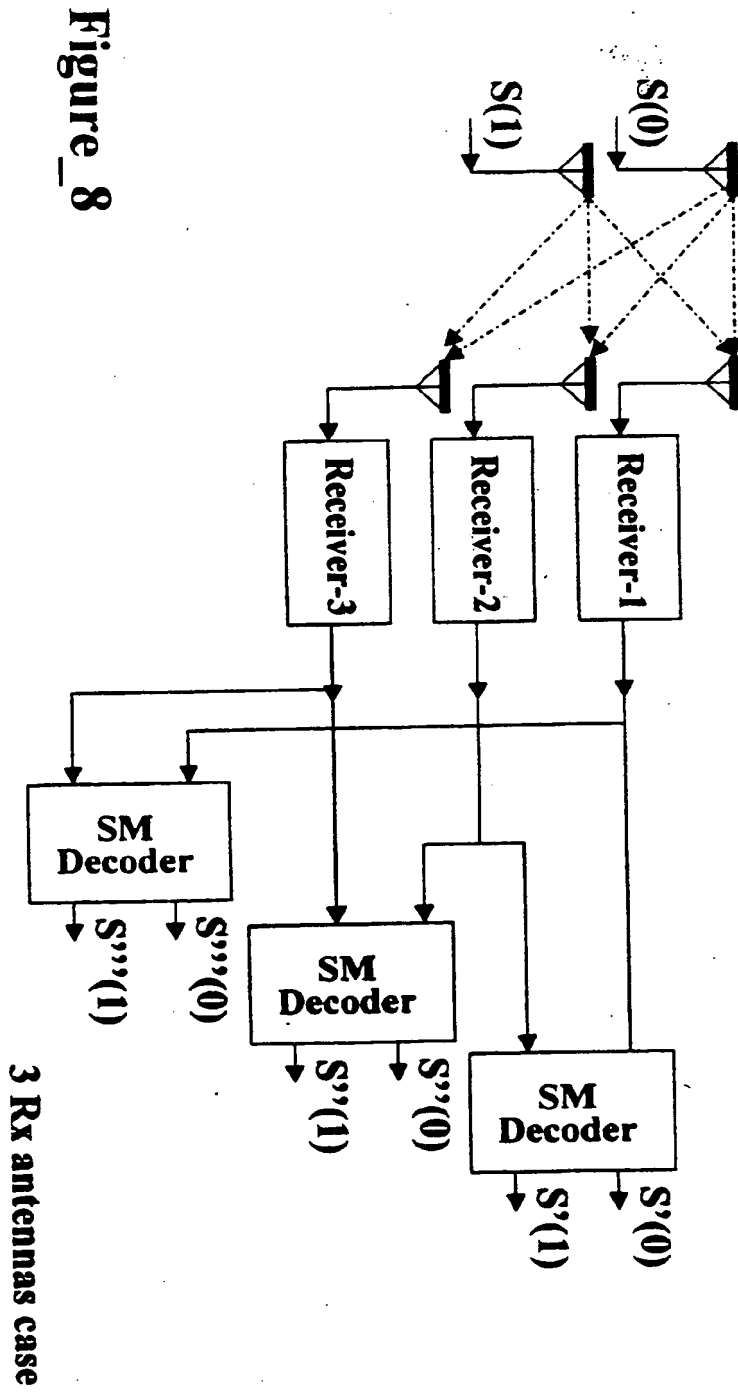 S(0)
S(1)
Receiver-1
Receiver-2
Receiver-3
SM
Decoder
S'(0)
S'(1)
SM
Decoder
S''(0)
S''(1)
SM
Decoder
S'''(0)
S'''(1)
3 Rx antennas case
Figure_8